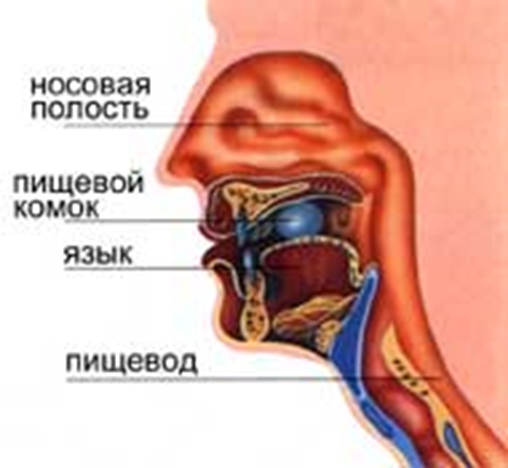 носовая
полость
пищевой
комок
язык
пищевод